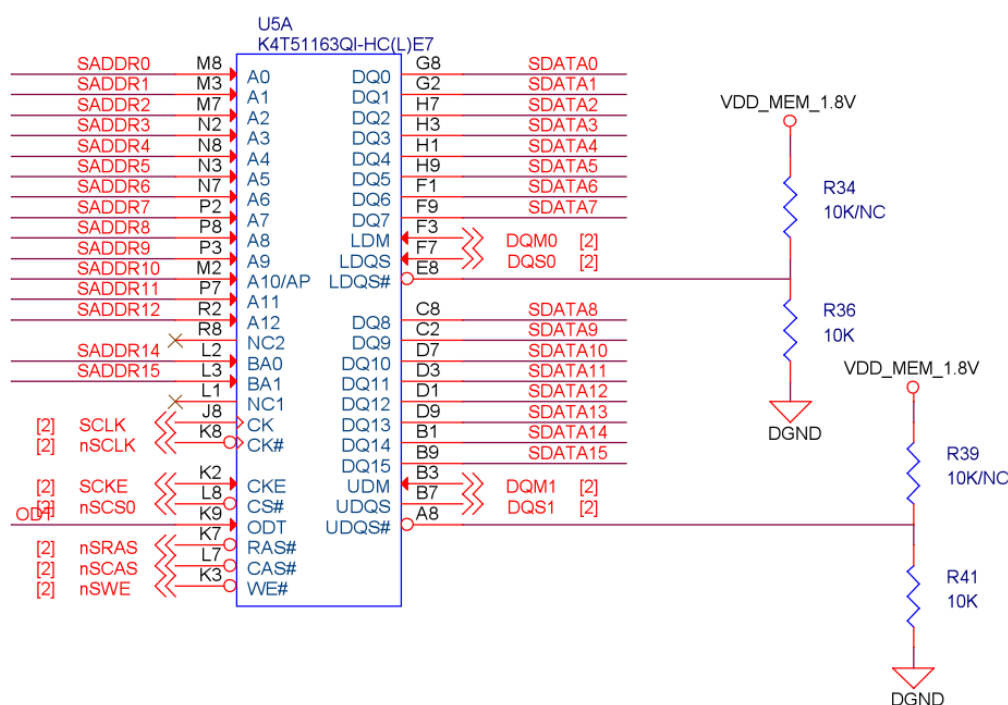 U5A
K4T51163QI-HC(L)E7
SADDR0 M8 A0 DQ0 G8 SDATA0
SADDR1 M3 A1 DQ1 G2 SDATA1
SADDR2 M7 A2 DQ2 H7 SDATA2
SADDR3 N2 A3 DQ3 H3 SDATA3
SADDR4 N8 A4 DQ4 H1 SDATA4
SADDR5 N3 A5 DQ5 H9 SDATA5
SADDR6 N7 A6 DQ6 F1 SDATA6
SADDR7 P2 A7 DQ7 F9 SDATA7
SADDR8 P8 A8 LDM F3 DQM0 [2]
SADDR9 P3 A9 LDQS F7 DQS0 [2]
SADDR10 M2 A10/AP LDQS# E8
SADDR11 P7 A11
SADDR12 R2 A12 DQ8 C8 SDATA8
R8 NC2 DQ9 C2 SDATA9
SADDR14 L2 BA0 DQ10 D7 SDATA10
SADDR15 L3 BA1 DQ11 D3 SDATA11
L1 NC1 DQ12 D1 SDATA12
[2] SCLK J8 CK DQ13 D9 SDATA13
[2] nSCLK K8 CK# DQ14 B1 SDATA14
DQ15 B9 SDATA15
[2] SCKE K2 CKE UDM B3 DQM1 [2]
[2] nSCS0 L8 CS# UDQS B7 DQS1 [2]
ODT K9 ODT UDQS# A8
[2] nSRAS K7 RAS#
[2] nSCAS L7 CAS#
[2] nSWE K3 WE#
VDD_MEM_1.8V
R34
10K/NC
R36
10K
DGND
VDD_MEM_1.8V
R39
10K/NC
R41
10K
DGND